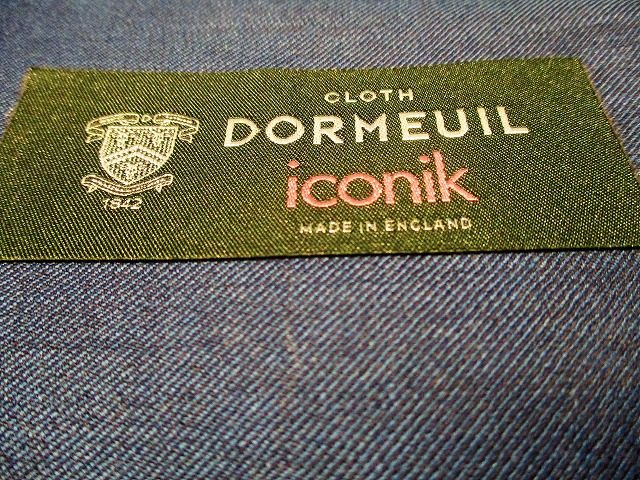 CLOTH
DORMEUIL
iconik
MADE IN ENGLAND
1842